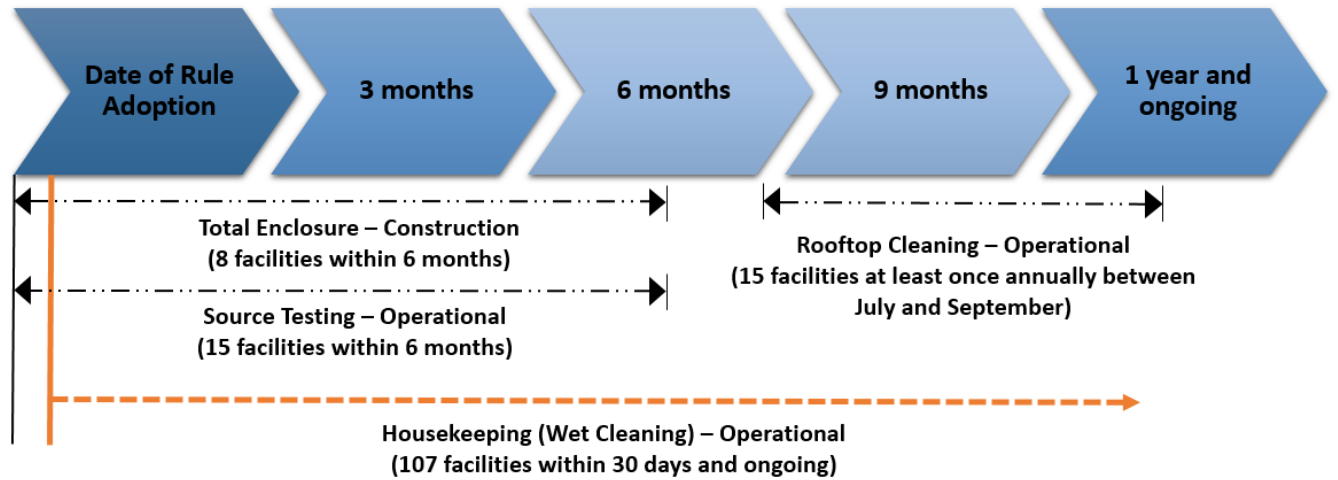 Date of Rule
Adoption
3 months
6 months
9 months
1 year and
ongoing
Total Enclosure – Construction
(8 facilities within 6 months)
Source Testing – Operational
(15 facilities within 6 months)
Rooftop Cleaning – Operational
(15 facilities at least once annually between
July and September)
Housekeeping (Wet Cleaning) – Operational
(107 facilities within 30 days and ongoing)